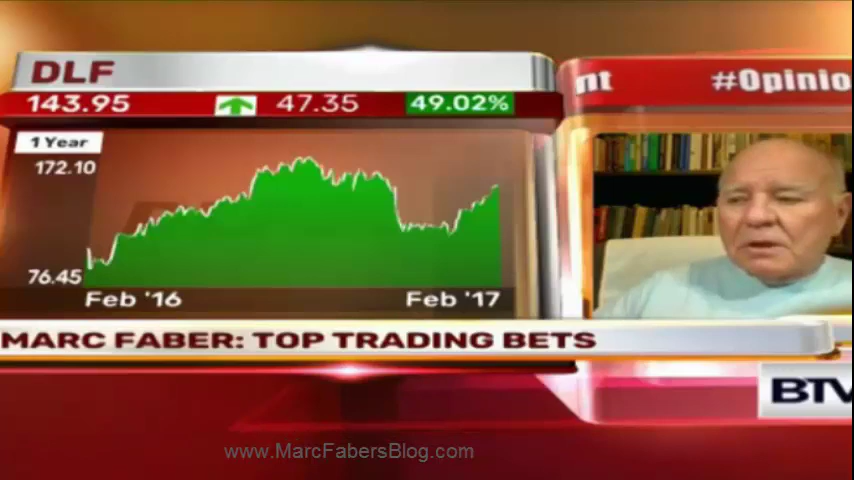 DLF
143.95 47.35 49.02%
1 Year
172.10
76.45
Feb '16 Feb '17
nt #Opinio
MARC FABER: TOP TRADING BETS
BTV
www.MarcFabersBlog.com